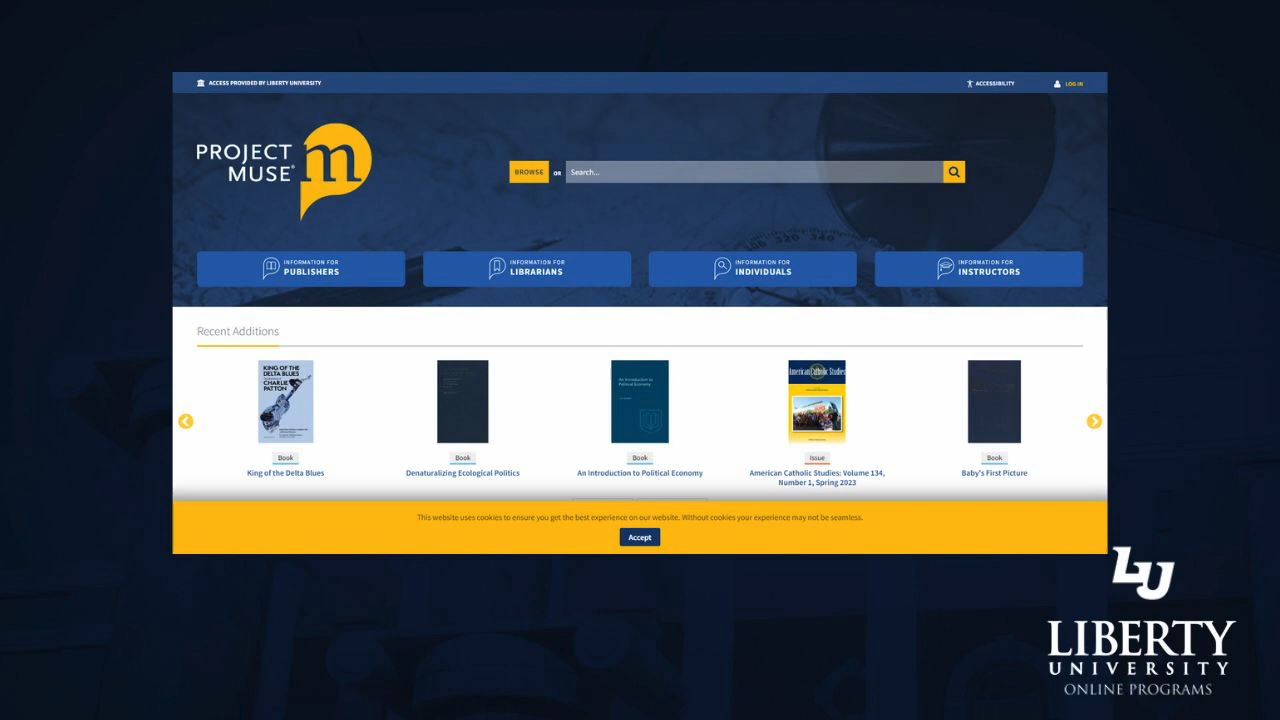 ACCESS PROVIDED BY LIBERTY UNIVERSITY
ACCESSIBILITY
LOG IN
PROJECT
MUSE®
m
BROWSE
OR
Search...
300 320 340
INFORMATION FOR
PUBLISHERS
INFORMATION FOR
LIBRARIANS
INFORMATION FOR
INDIVIDUALS
INFORMATION FOR
INSTRUCTORS
Recent Additions
KING OF THE
DELTA BLUES
CHARLIE
PATTON
An Introduction to
Political Economy
American Catholic Studies
Book
Book
Book
Issue
Book
King of the Delta Blues
Denaturalizing Ecological Politics
An Introduction to Political Economy
American Catholic Studies: Volume 134,
Number 1, Spring 2023
Baby's First Picture
This website uses cookies to ensure you get the best experience on our website. Without cookies your experience may not be seamless.
Accept
LU
LIBERTY
UNIVERSITY
ONLINE PROGRAMS